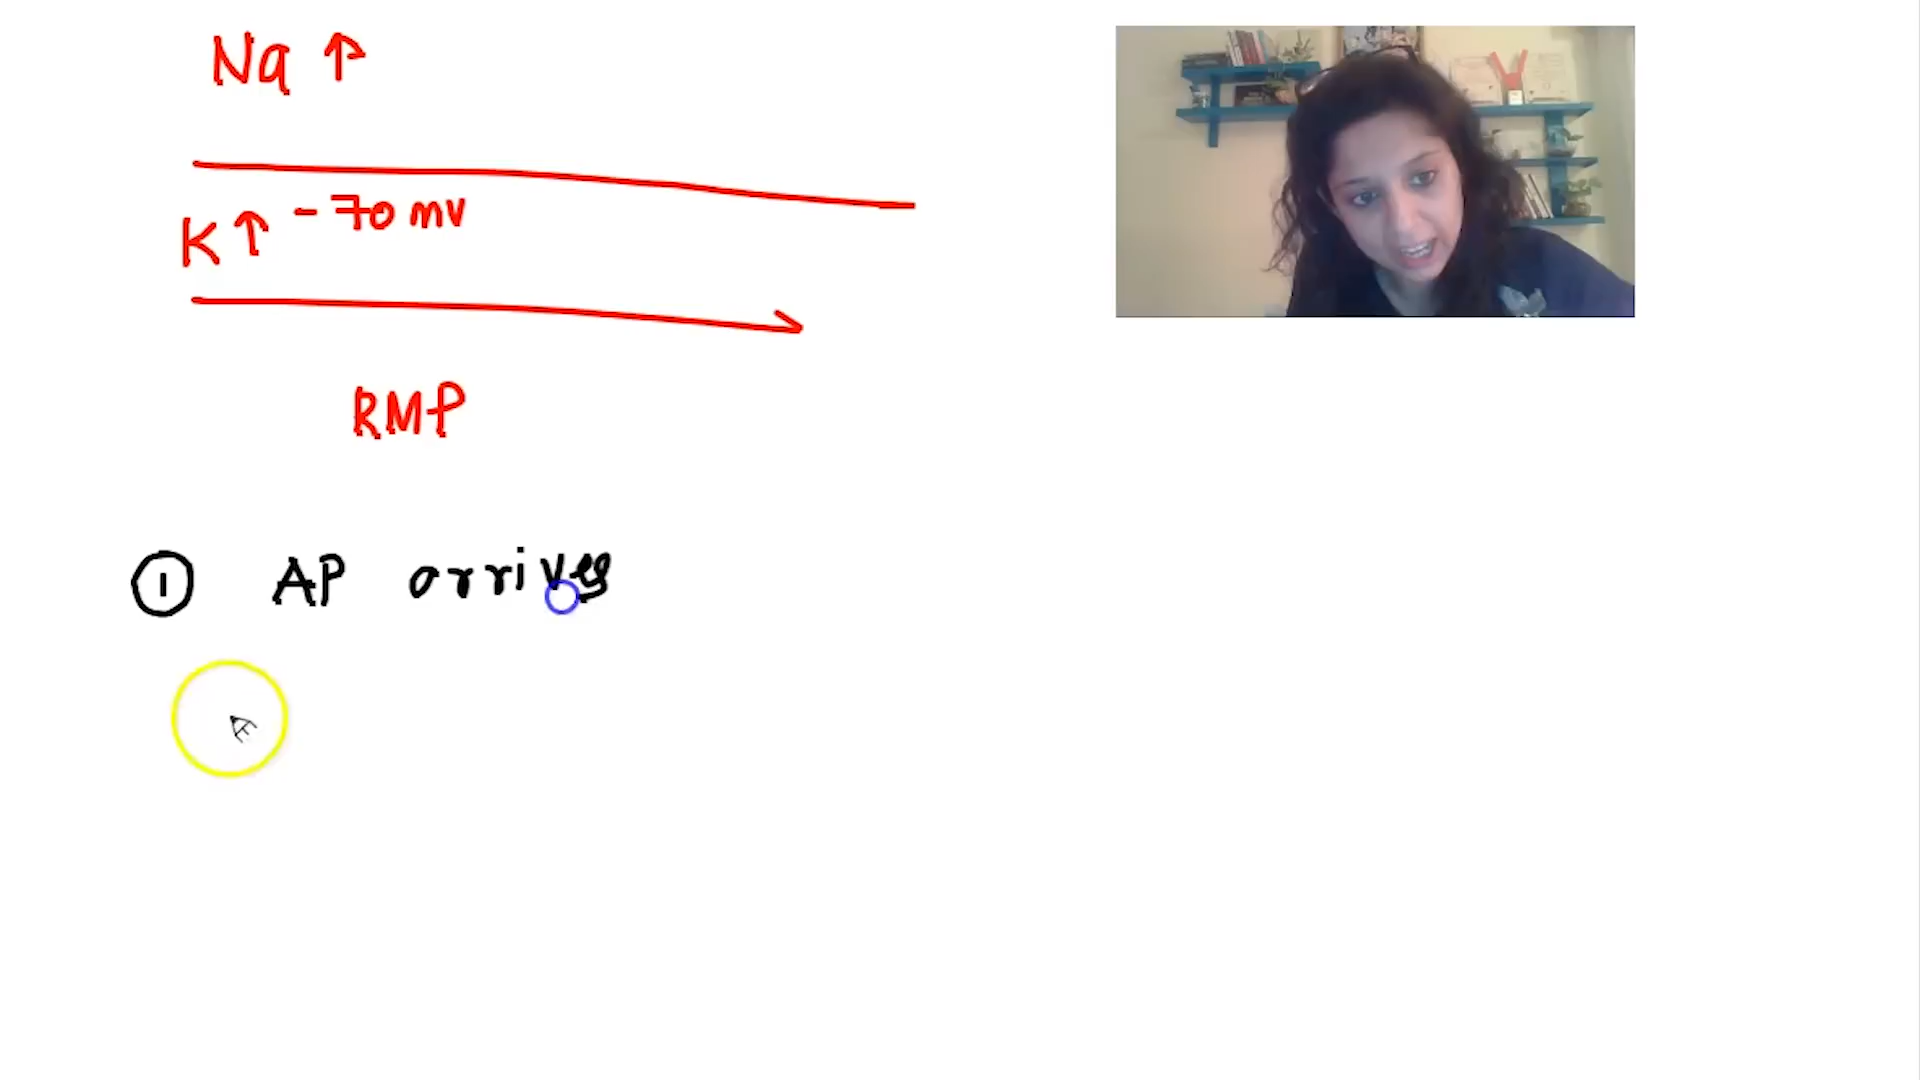 Na ↑
K ↑ - 70 mv
RMP
① AP arrives